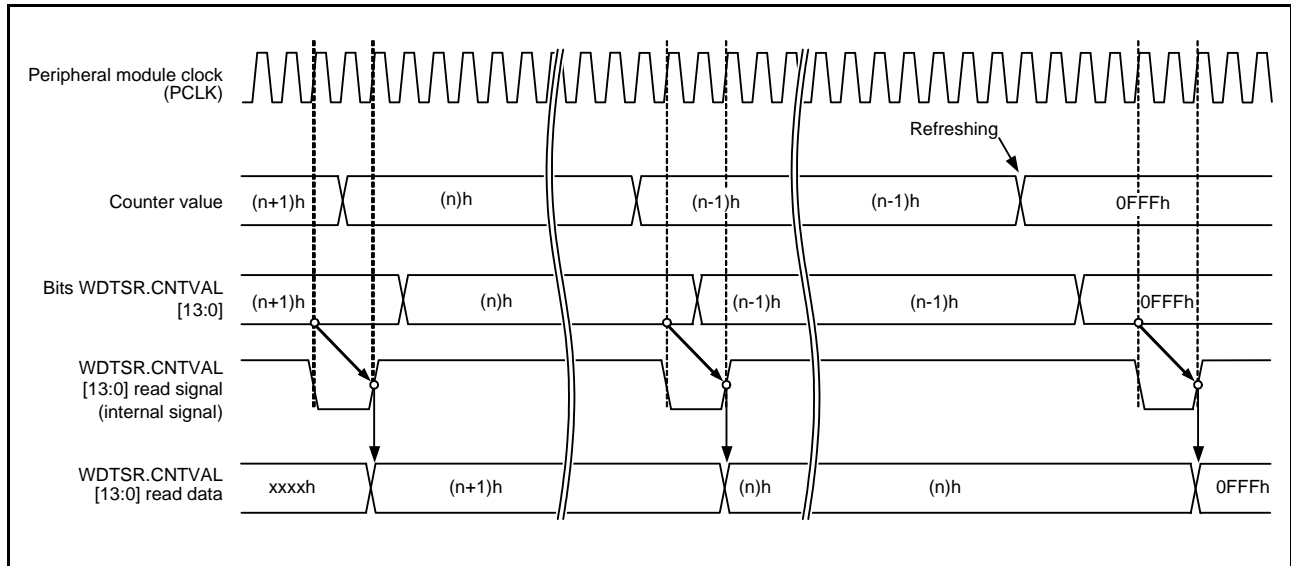 Peripheral module clock
(PCLK)
Refreshing
Counter value
(n+1)h
(n)h
(n-1)h
(n-1)h
0FFFh
Bits WDTSR.CNTVAL
[13:0]
(n+1)h
(n)h
(n-1)h
(n-1)h
0FFFh
WDTSR.CNTVAL
[13:0] read signal
(internal signal)
WDTSR.CNTVAL
[13:0] read data
xxxxh
(n+1)h
(n)h
(n)h
0FFFh